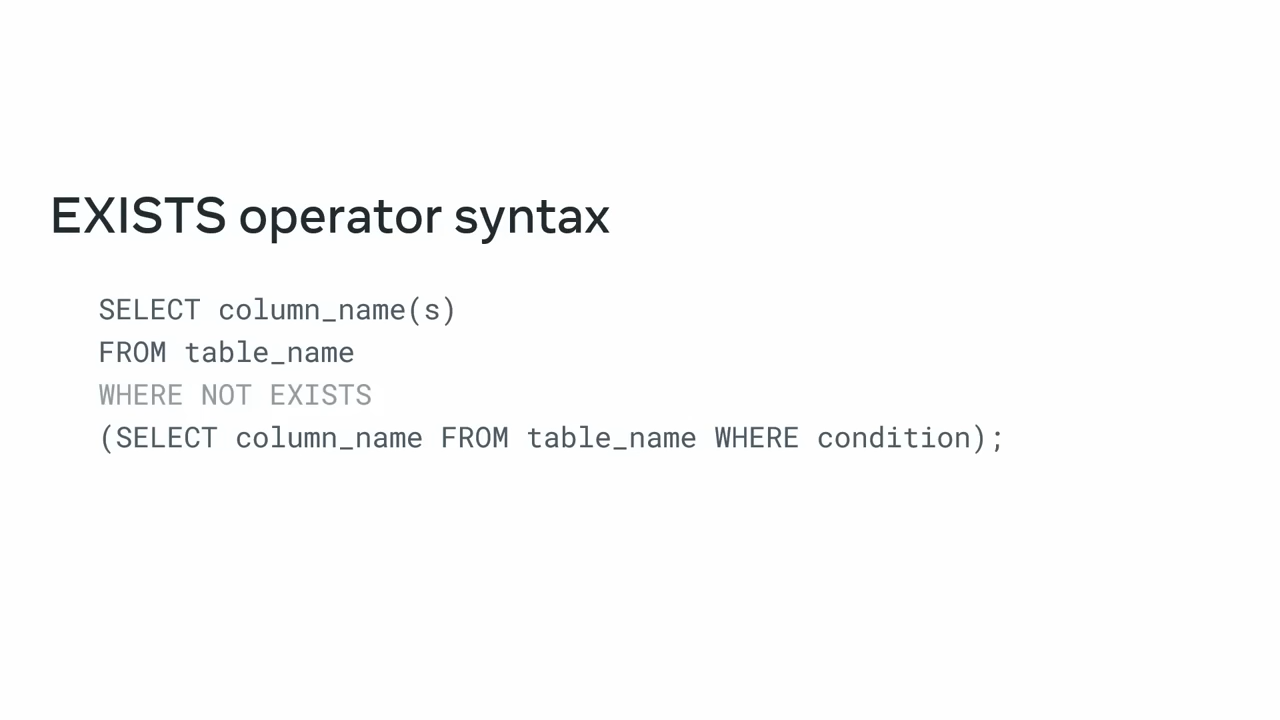 EXISTS operator syntax
SELECT column_name(s)
FROM table_name
WHERE NOT EXISTS
(SELECT column_name FROM table_name WHERE condition);